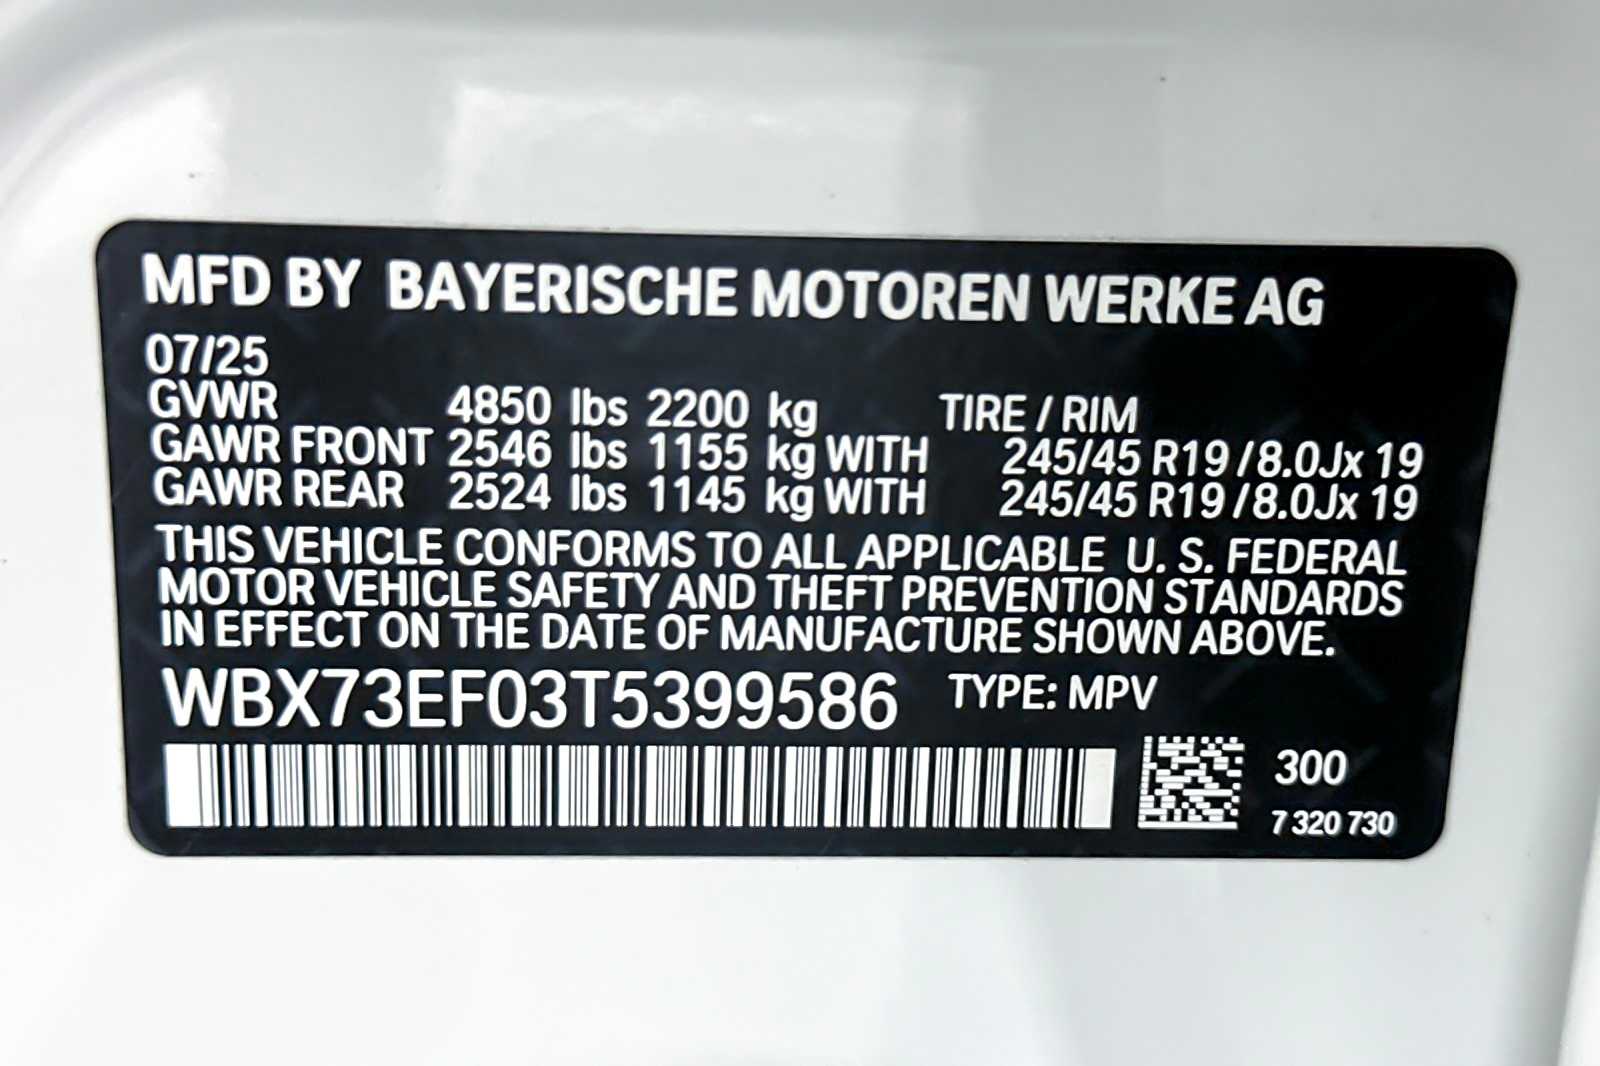 MFD BY BAYERISCHE MOTOREN WERKE AG
07/25
GVWR 4850 lbs 2200 kg TIRE / RIM
GAWR FRONT 2546 lbs 1155 kg WITH 245/45 R19 / 8.0Jx 19
GAWR REAR 2524 lbs 1145 kg WITH 245/45 R19 / 8.0Jx 19
THIS VEHICLE CONFORMS TO ALL APPLICABLE U. S. FEDERAL
MOTOR VEHICLE SAFETY AND THEFT PREVENTION STANDARDS
IN EFFECT ON THE DATE OF MANUFACTURE SHOWN ABOVE.
WBX73EF03T5399586 TYPE: MPV
300
7 320 730